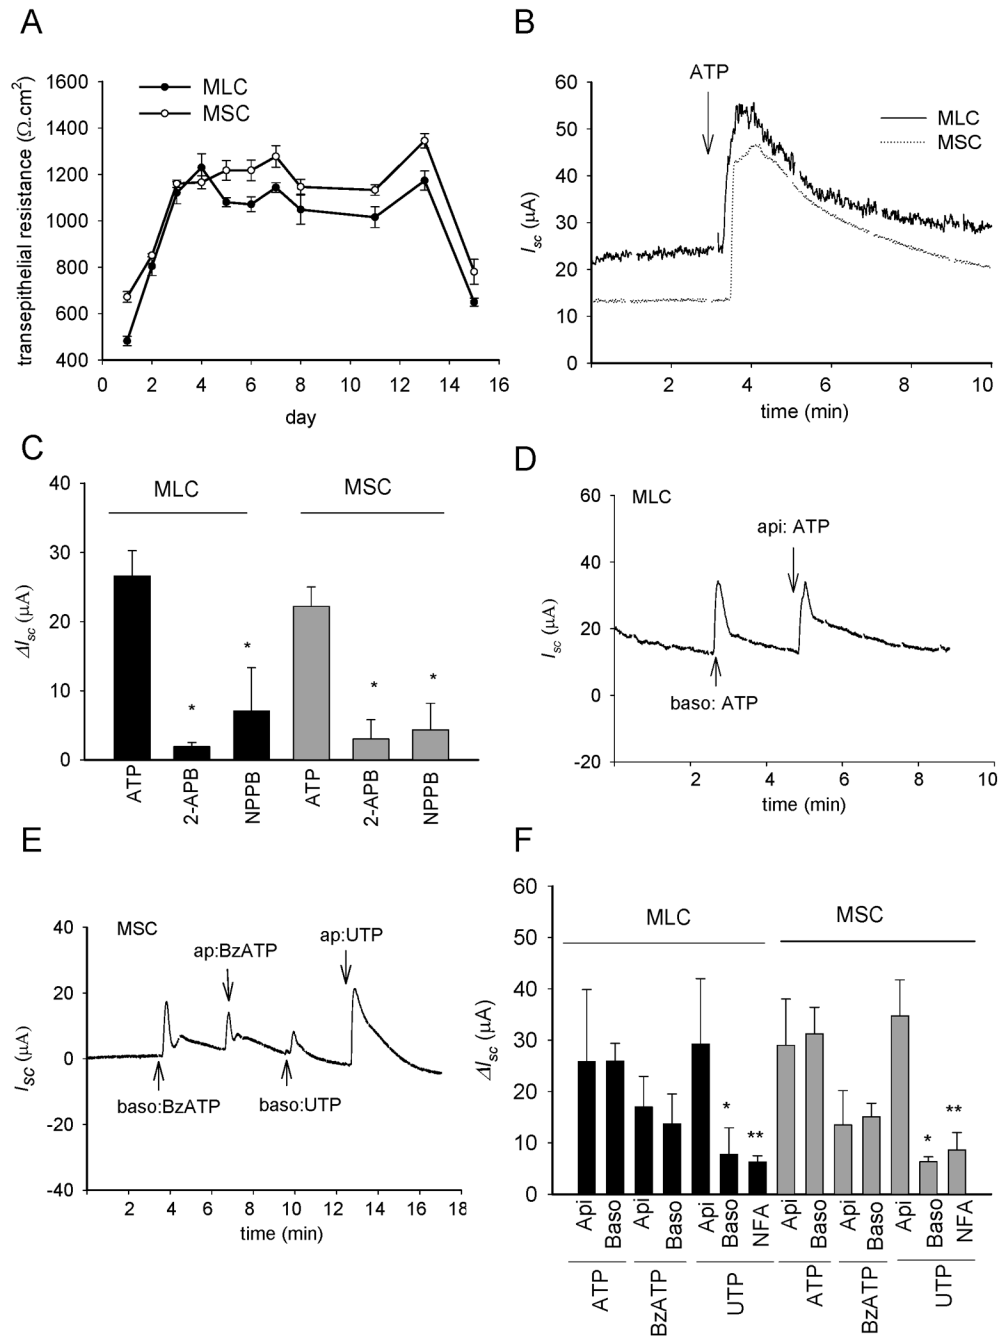 A
transepithelial resistance (Ω.cm²)
1600
1400
1200
1000
800
600
400
MLC
MSC
0 2 4 6 8 10 12 14 16
day
B
Isc (μA)
60
50
40
30
20
10
0
ATP
MLC
MSC
2 4 6 8 10
time (min)
C
ΔIsc (μA)
40
30
20
10
0
MLC
MSC
* * * *
ATP
2-APB
NPPB
ATP
2-APB
NPPB
D
Isc (μA)
60
40
20
0
-20
MLC
api: ATP
baso: ATP
2 4 6 8 10
time (min)
E
Isc (μA)
40
20
0
-20
-40
MSC
ap:BzATP
ap:UTP
baso:BzATP
baso:UTP
2 4 6 8 10 12 14 16 18
time (min)
F
ΔIsc (μA)
60
50
40
30
20
10
0
MLC
MSC
* ** * **
Api
Baso
Api
Baso
Api
Baso
NFA
Api
Baso
Api
Baso
Api
Baso
NFA
ATP
BzATP
UTP
ATP
BzATP
UTP